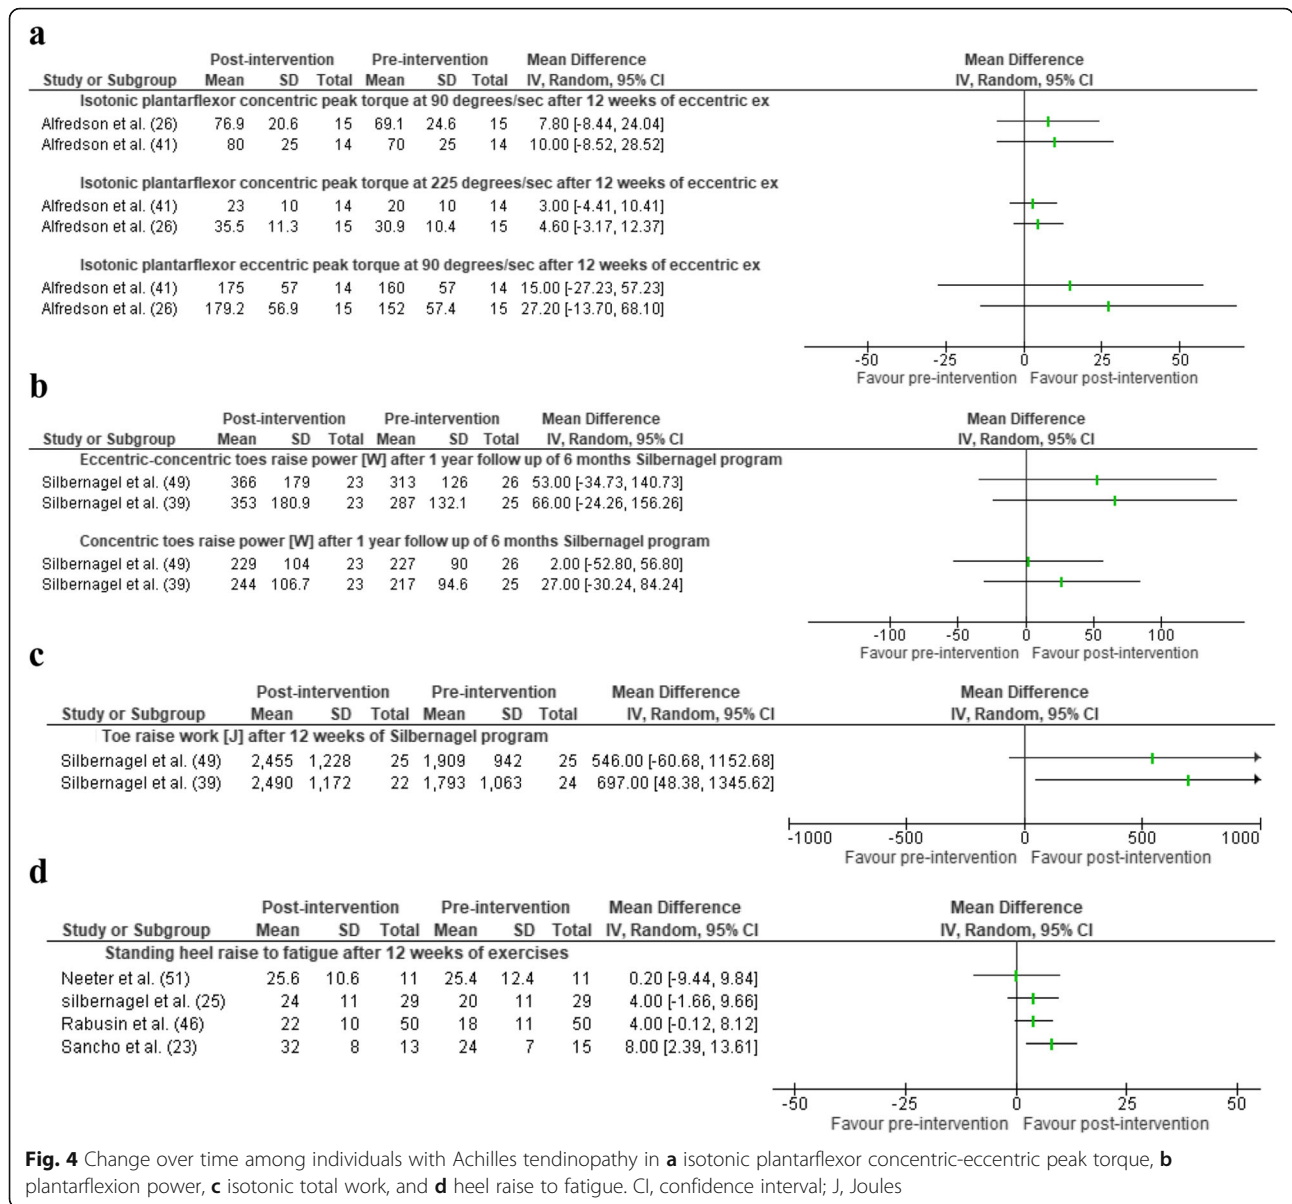 a
Post-intervention Pre-intervention Mean Difference Mean Difference
Study or Subgroup Mean SD Total Mean SD Total IV, Random, 95% CI IV, Random, 95% CI
Isotonic plantarflexor concentric peak torque at 90 degrees/sec after 12 weeks of eccentric ex
Alfredson et al. (26) 76.9 20.6 15 69.1 24.6 15 7.80 [-8.44, 24.04]
Alfredson et al. (41) 80 25 14 70 25 14 10.00 [-8.52, 28.52]
Isotonic plantarflexor concentric peak torque at 225 degrees/sec after 12 weeks of eccentric ex
Alfredson et al. (41) 23 10 14 20 10 14 3.00 [-4.41, 10.41]
Alfredson et al. (26) 35.5 11.3 15 30.9 10.4 15 4.60 [-3.17, 12.37]
Isotonic plantarflexor eccentric peak torque at 90 degrees/sec after 12 weeks of eccentric ex
Alfredson et al. (41) 175 57 14 160 57 14 15.00 [-27.23, 57.23]
Alfredson et al. (26) 179.2 56.9 15 152 57.4 15 27.20 [-13.70, 68.10]
-50 -25 0 25 50
Favour pre-intervention Favour post-intervention
b
Post-intervention Pre-intervention Mean Difference Mean Difference
Study or Subgroup Mean SD Total Mean SD Total IV, Random, 95% CI IV, Random, 95% CI
Eccentric-concentric toes raise power [W] after 1 year follow up of 6 months Silbernagel program
Silbernagel et al. (49) 366 179 23 313 126 26 53.00 [-34.73, 140.73]
Silbernagel et al. (39) 353 180.9 23 287 132.1 25 66.00 [-24.26, 156.26]
Concentric toes raise power [W] after 1 year follow up of 6 months Silbernagel program
Silbernagel et al. (49) 229 104 23 227 90 26 2.00 [-52.80, 56.80]
Silbernagel et al. (39) 244 106.7 23 217 94.6 25 27.00 [-30.24, 84.24]
-100 -50 0 50 100
Favour pre-intervention Favour post-intervention
c
Post-intervention Pre-intervention Mean Difference Mean Difference
Study or Subgroup Mean SD Total Mean SD Total IV, Random, 95% CI IV, Random, 95% CI
Toe raise work [J] after 12 weeks of Silbernagel program
Silbernagel et al. (49) 2,455 1,228 25 1,909 942 25 546.00 [-60.68, 1152.68]
Silbernagel et al. (39) 2,490 1,172 22 1,793 1,063 24 697.00 [48.38, 1345.62]
-1000 -500 0 500 1000
Favour pre-intervention Favour post-intervention
d
Post-intervention Pre-intervention Mean Difference Mean Difference
Study or Subgroup Mean SD Total Mean SD Total IV, Random, 95% CI IV, Random, 95% CI
Standing heel raise to fatigue after 12 weeks of exercises
Neeter et al. (51) 25.6 10.6 11 25.4 12.4 11 0.20 [-9.44, 9.84]
silbernagel et al. (25) 24 11 29 20 11 29 4.00 [-1.66, 9.66]
Rabusin et al. (46) 22 10 50 18 11 50 4.00 [-0.12, 8.12]
Sancho et al. (23) 32 8 13 24 7 15 8.00 [2.39, 13.61]
-50 -25 0 25 50
Favour pre-intervention Favour post-intervention
Fig. 4 Change over time among individuals with Achilles tendinopathy in a isotonic plantarflexor concentric-eccentric peak torque, b
plantarflexion power, c isotonic total work, and d heel raise to fatigue. CI, confidence interval; J, Joules